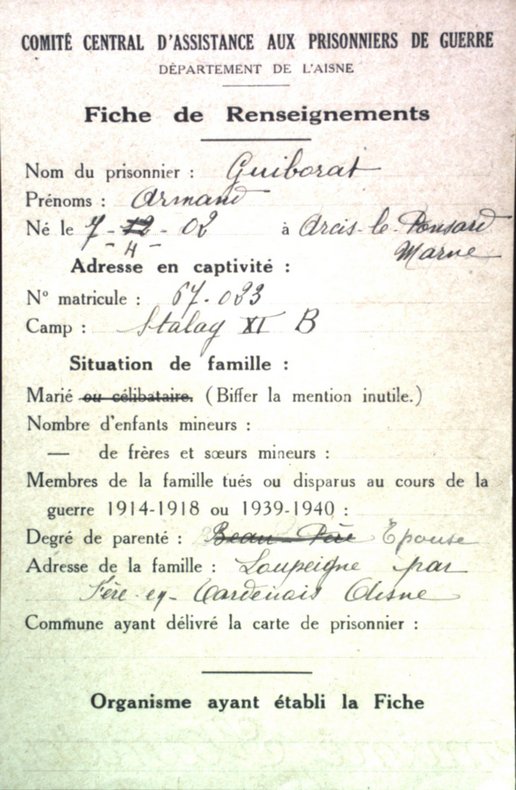 COMITÉ CENTRAL D'ASSISTANCE AUX PRISONNIERS DE GUERRE
DÉPARTEMENT DE L'AISNE
Fiche de Renseignements
Nom du prisonnier : Guiborat
Prénoms : Armand
Né le 7 - 12 - 02 à Arcis-le-Ponsard
4 Marne
Adresse en captivité :
N° matricule : 67.093
Camp : Stalag XI B
Situation de famille :
Marié ou célibataire. (Biffer la mention inutile.)
Nombre d'enfants mineurs :
— de frères et sœurs mineurs :
Membres de la famille tués ou disparus au cours de la
guerre 1914-1918 ou 1939-1940 :
Degré de parenté : Beau-Père Epouse
Adresse de la famille : Loupeigne par
Fère-en-Tardenois Aisne
Commune ayant délivré la carte de prisonnier :
Organisme ayant établi la Fiche